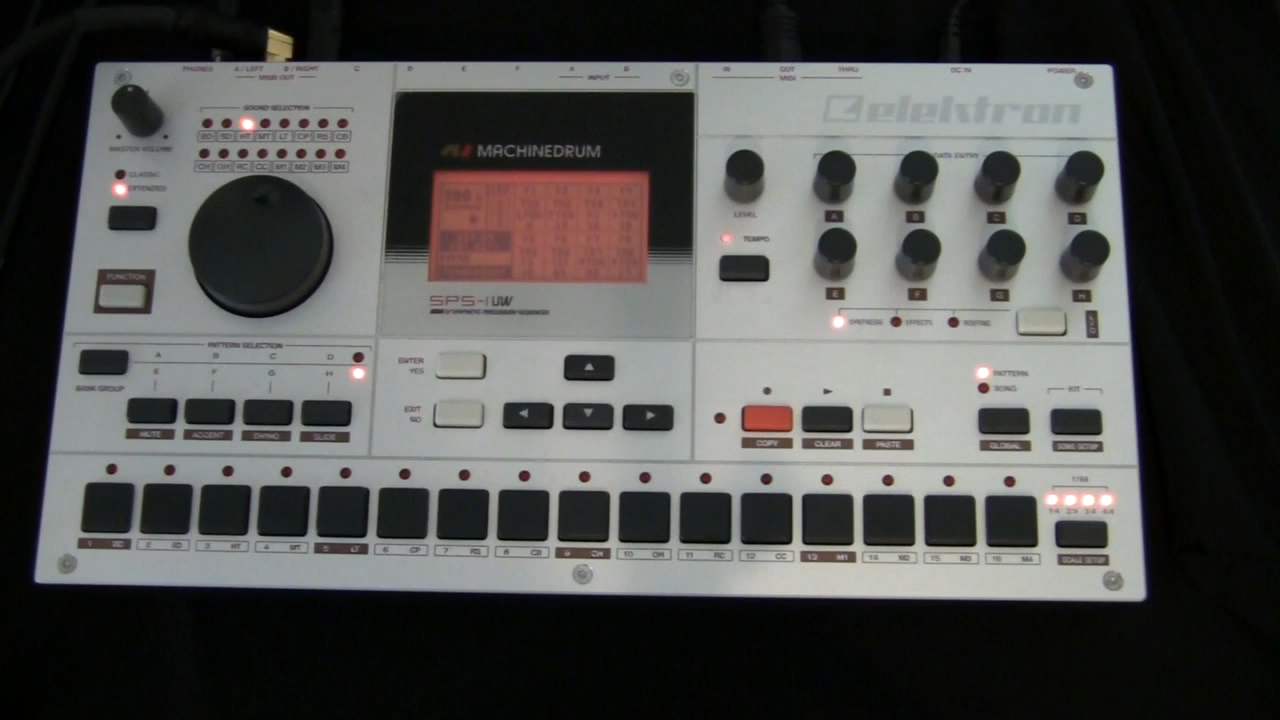 PHONES A / LEFT B / RIGHT C D E F A INPUT B IN OUT THRU DC IN POWER
MAIN OUT MIDI
elektron
SOUND SELECTION
BD SD HT MT LT CP RS CB
CH OH RC CC M1 M2 M3 M4
MASTER VOLUME
CLASSIC
EXTENDED
FUNCTION
MACHINEDRUM
SPS-1 UW
DATA ENTRY
LEVEL
A B C D
TEMPO
E F G H
SYNTHESIS EFFECTS ROUTING
PATTERN SELECTION
BANK GROUP
A B C D
E F G H
MUTE ACCENT SWING SLIDE
ENTER
YES
EXIT
NO
COPY CLEAR PASTE
PATTERN
SONG
GLOBAL
KIT
SONG SETUP
1 BD 2 SD 3 HT 4 MT 5 LT 6 CP 7 RS 8 CB 9 CH 10 OH 11 RC 12 CC 13 M1 14 M2 15 M3 16 M4
1/4 2/4 3/4 4/4
SCALE SETUP